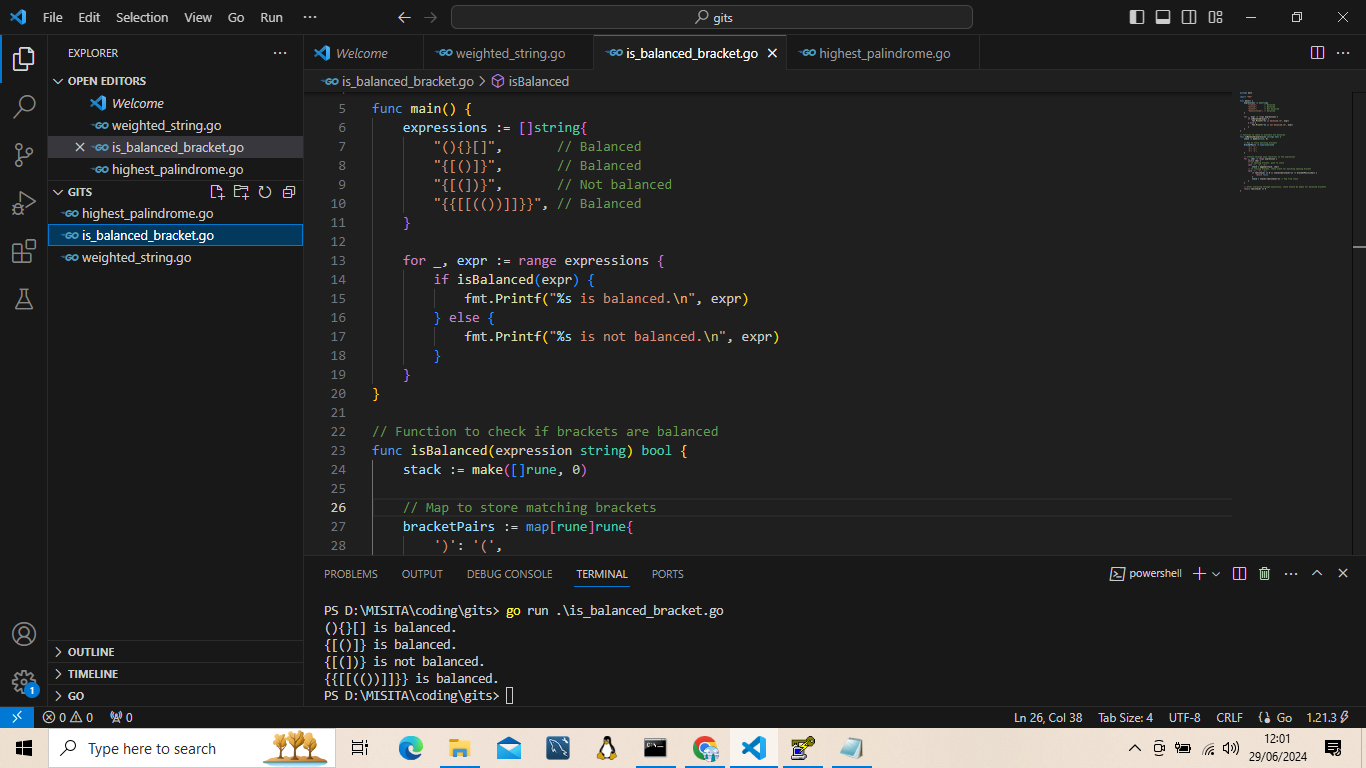 File Edit Selection View Go Run ··· gits
EXPLORER ···
OPEN EDITORS
Welcome
weighted_string.go
is_balanced_bracket.go
highest_palindrome.go
GITS
highest_palindrome.go
is_balanced_bracket.go
weighted_string.go
OUTLINE
TIMELINE
GO
Welcome weighted_string.go is_balanced_bracket.go highest_palindrome.go
is_balanced_bracket.go > isBalanced
5 func main() {
6 expressions := []string{
7 "(){}[]", // Balanced
8 "{[()]}", // Balanced
9 "{[(])}", // Not balanced
10 "{{[[(())]]}}", // Balanced
11 }
12
13 for _, expr := range expressions {
14 if isBalanced(expr) {
15 fmt.Printf("%s is balanced.\n", expr)
16 } else {
17 fmt.Printf("%s is not balanced.\n", expr)
18 }
19 }
20 }
21
22 // Function to check if brackets are balanced
23 func isBalanced(expression string) bool {
24 stack := make([]rune, 0)
25
26 // Map to store matching brackets
27 bracketPairs := map[rune]rune{
28 ')': '(',
PROBLEMS OUTPUT DEBUG CONSOLE TERMINAL PORTS powershell
PS D:\MISITA\coding\gits> go run .\is_balanced_bracket.go
(){}[] is balanced.
{[()]} is balanced.
{[(])} is not balanced.
{{[[(())]]}} is balanced.
PS D:\MISITA\coding\gits>
1
0 0 0 Ln 26, Col 38 Tab Size: 4 UTF-8 CRLF Go 1.21.3
Type here to search
12:01
29/06/2024